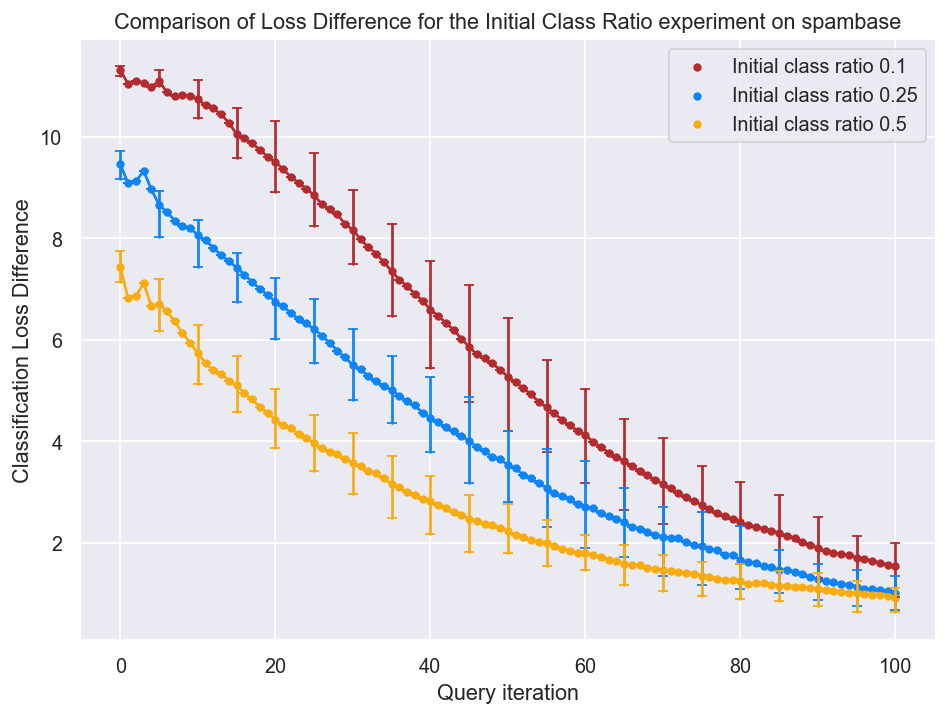 Comparison of Loss Difference for the Initial Class Ratio experiment on spambase
Initial class ratio 0.1
Initial class ratio 0.25
Initial class ratio 0.5
Classification Loss Difference
10
8
6
4
2
0
20
40
60
80
100
Query iteration